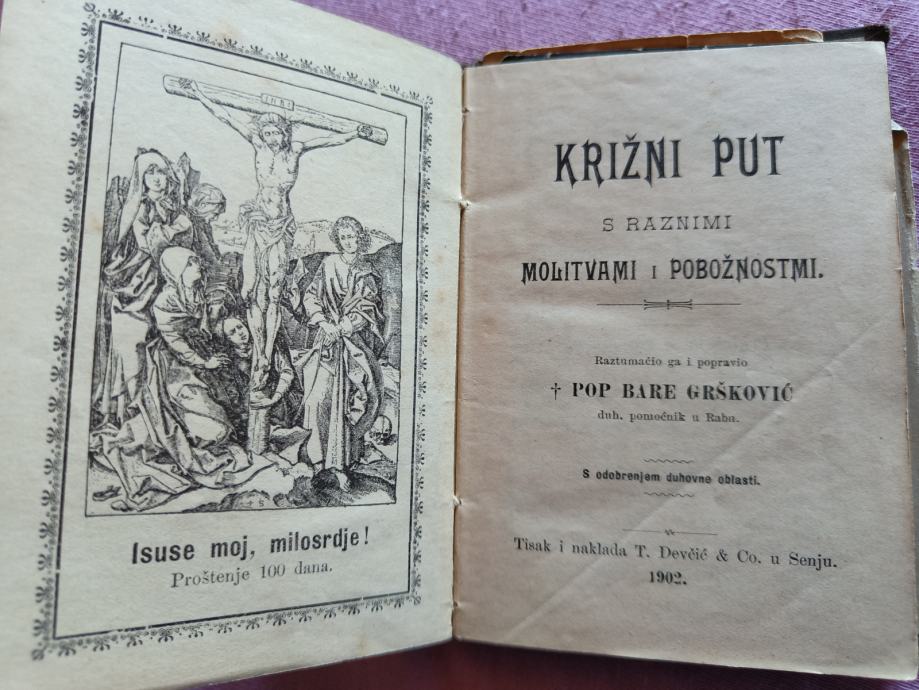 INRI
Isuse moj, milosrdje!
Proštenje 100 dana.
KRIŽNI PUT
S RAZNIMI
MOLITVAMI I POBOŽNOSTMI.
Raztumačio ga i popravio
† POP BARE GRŠKOVIĆ
duh. pomoćnik u Rabu.
S odobrenjem duhovne oblasti.
Tisak i naklada T. Devčić & Co. u Senju.
1902.